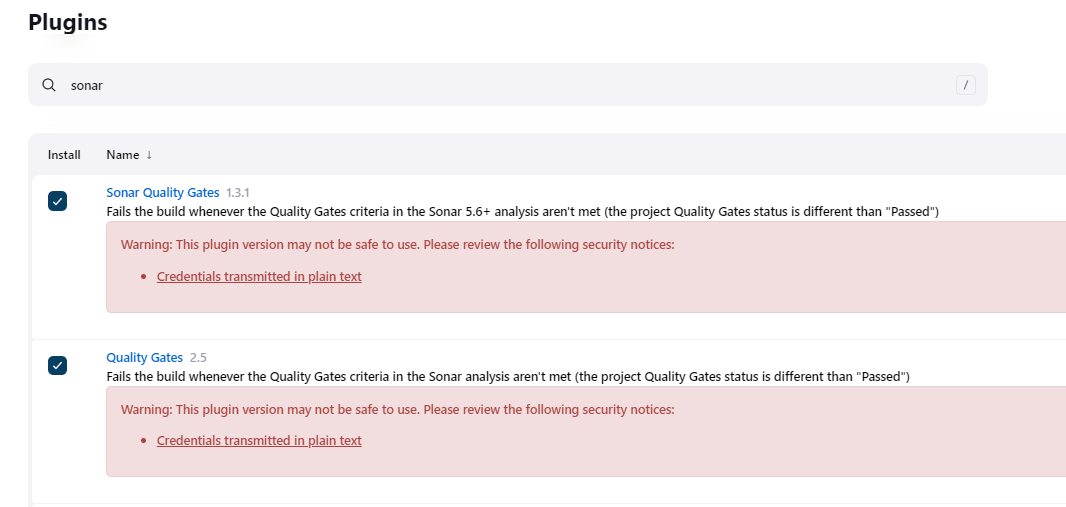 Plugins
sonar
/
Install Name ↓
Sonar Quality Gates 1.3.1
Fails the build whenever the Quality Gates criteria in the Sonar 5.6+ analysis aren't met (the project Quality Gates status is different than "Passed")
Warning: This plugin version may not be safe to use. Please review the following security notices:
• Credentials transmitted in plain text
Quality Gates 2.5
Fails the build whenever the Quality Gates criteria in the Sonar analysis aren't met (the project Quality Gates status is different than "Passed")
Warning: This plugin version may not be safe to use. Please review the following security notices:
• Credentials transmitted in plain text